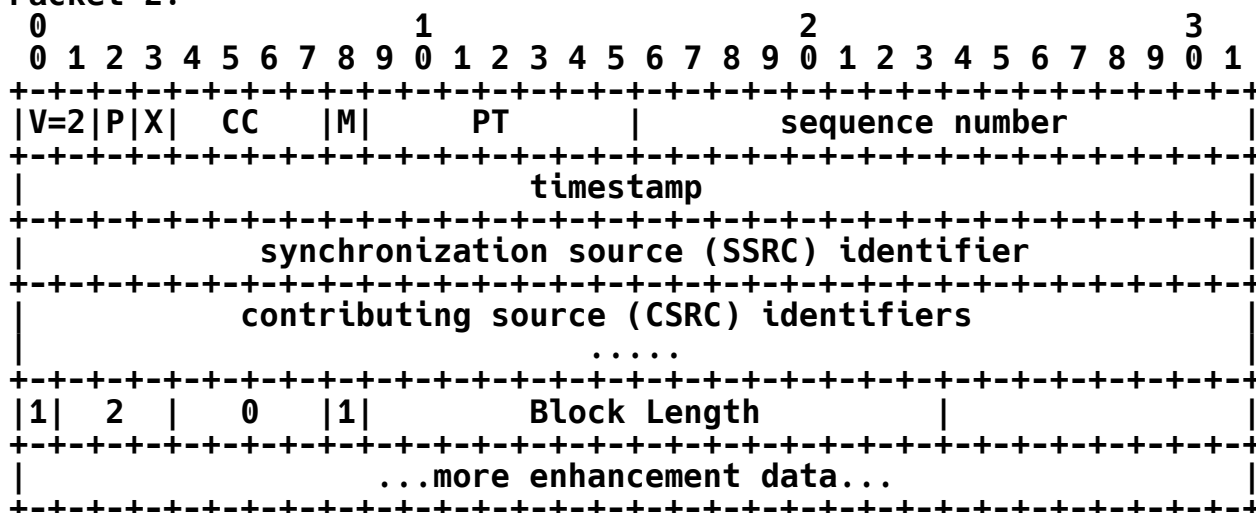 Packet 2:
 0                   1                   2                   3
 0 1 2 3 4 5 6 7 8 9 0 1 2 3 4 5 6 7 8 9 0 1 2 3 4 5 6 7 8 9 0 1
+-+-+-+-+-+-+-+-+-+-+-+-+-+-+-+-+-+-+-+-+-+-+-+-+-+-+-+-+-+-+-+-+
|V=2|P|X|  CC   |M|     PT      |       sequence number         |
+-+-+-+-+-+-+-+-+-+-+-+-+-+-+-+-+-+-+-+-+-+-+-+-+-+-+-+-+-+-+-+-+
|                          timestamp                            |
+-+-+-+-+-+-+-+-+-+-+-+-+-+-+-+-+-+-+-+-+-+-+-+-+-+-+-+-+-+-+-+-+
|            synchronization source (SSRC) identifier           |
+-+-+-+-+-+-+-+-+-+-+-+-+-+-+-+-+-+-+-+-+-+-+-+-+-+-+-+-+-+-+-+-+
|           contributing source (CSRC) identifiers              |
|                             .....                             |
+-+-+-+-+-+-+-+-+-+-+-+-+-+-+-+-+-+-+-+-+-+-+-+-+-+-+-+-+-+-+-+-+
|1|  2  |   0   |1|        Block Length         |               |
+-+-+-+-+-+-+-+-+-+-+-+-+-+-+-+-+-+-+-+-+-+-+-+-+-+-+-+-+-+-+-+-+
|                  ...more enhancement data...                  |
+-+-+-+-+-+-+-+-+-+-+-+-+-+-+-+-+-+-+-+-+-+-+-+-+-+-+-+-+-+-+-+-+